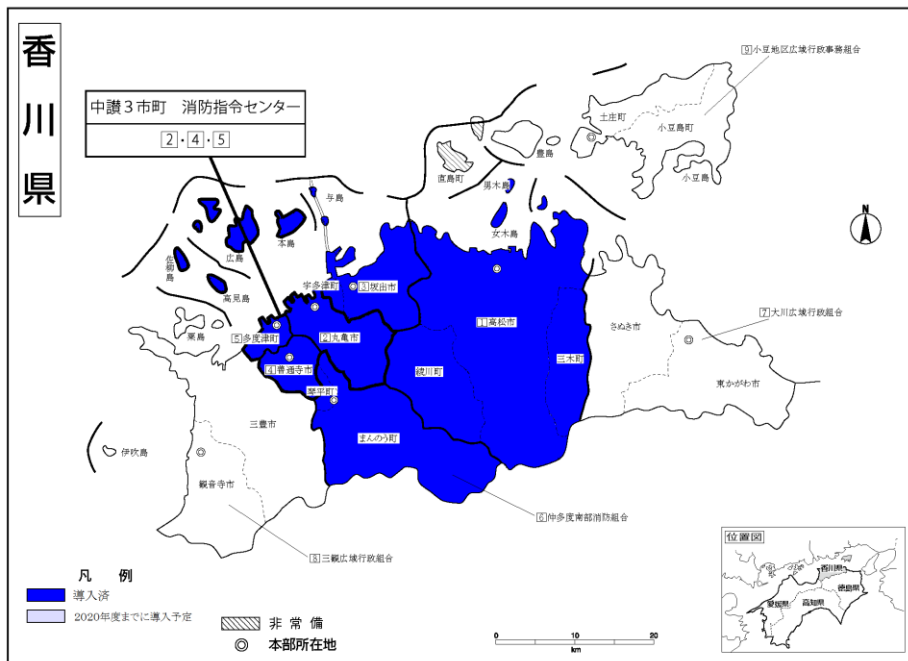 香川県
中讃3市町 消防指令センター
2・4・5
9小豆地区広域行政事務組合
土庄町
小豆島町
小豆島
豊島
直島町
男木島
女木島
与島
本島
広島
佐柳島
高見島
粟島
宇多津町
3坂出市
5多度津町
2丸亀市
1高松市
4善通寺市
琴平町
綾川町
三木町
さぬき市
7大川広域行政組合
東かがわ市
まんのう町
三豊市
伊吹島
観音寺市
6仲多度南部消防組合
8三観広域行政組合
凡例
導入済
2020年度までに導入予定
非常備
本部所在地
0 10 20
km
N
位置図
香川県
徳島県
愛媛県
高知県